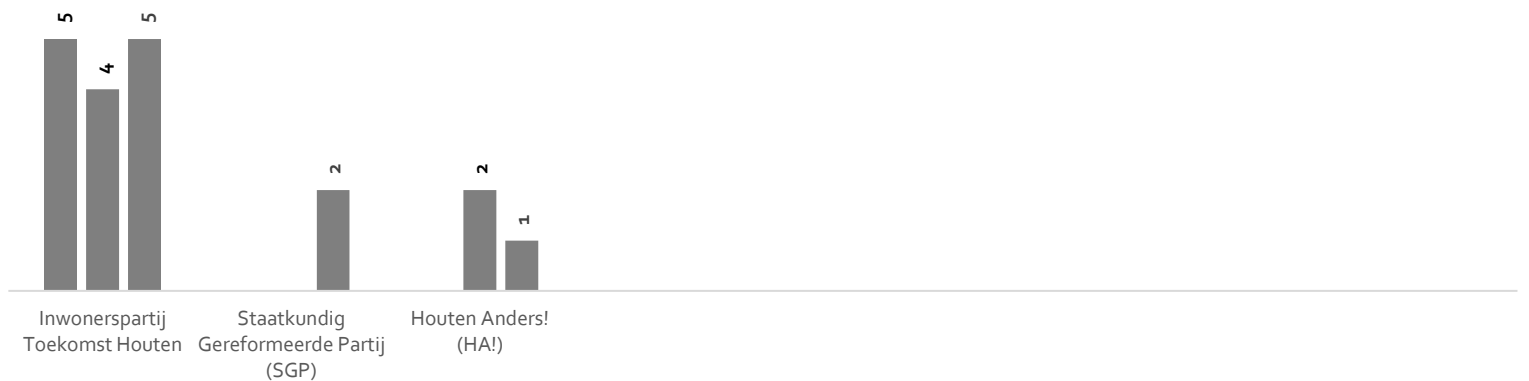 5
4
5
2
2
1
Inwonerspartij
Toekomst Houten
Staatkundig
Gereformeerde Partij
(SGP)
Houten Anders!
(HA!)